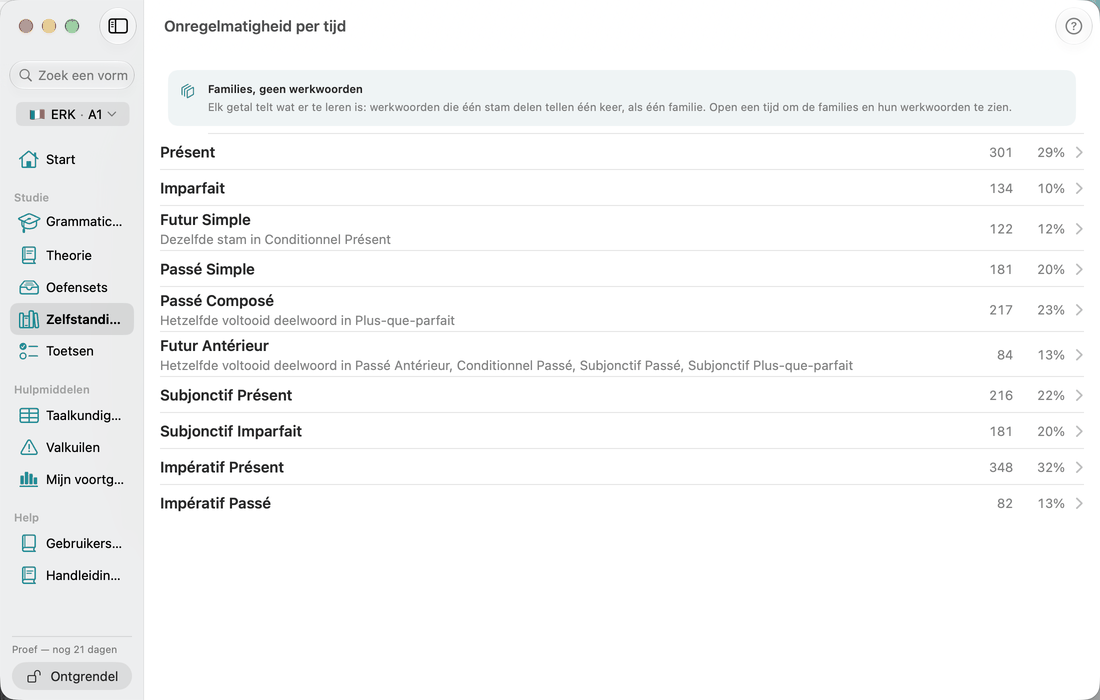 Onregelmatigheid per tijd
Zoek een vorm
ERK · A1
Start
Studie
Grammatic...
Theorie
Oefensets
Zelfstandi...
Toetsen
Hulpmiddelen
Taalkundig...
Valkuilen
Mijn voortg...
Help
Gebruikers...
Handleidin...
Proef — nog 21 dagen
Ontgrendel
?
Families, geen werkwoorden
Elk getal telt wat er te leren is: werkwoorden die één stam delen tellen één keer, als één familie. Open een tijd om de families en hun werkwoorden te zien.
Présent 301 29%
Imparfait 134 10%
Futur Simple 122 12%
Dezelfde stam in Conditionnel Présent
Passé Simple 181 20%
Passé Composé 217 23%
Hetzelfde voltooid deelwoord in Plus-que-parfait
Futur Antérieur 84 13%
Hetzelfde voltooid deelwoord in Passé Antérieur, Conditionnel Passé, Subjonctif Passé, Subjonctif Plus-que-parfait
Subjonctif Présent 216 22%
Subjonctif Imparfait 181 20%
Impératif Présent 348 32%
Impératif Passé 82 13%